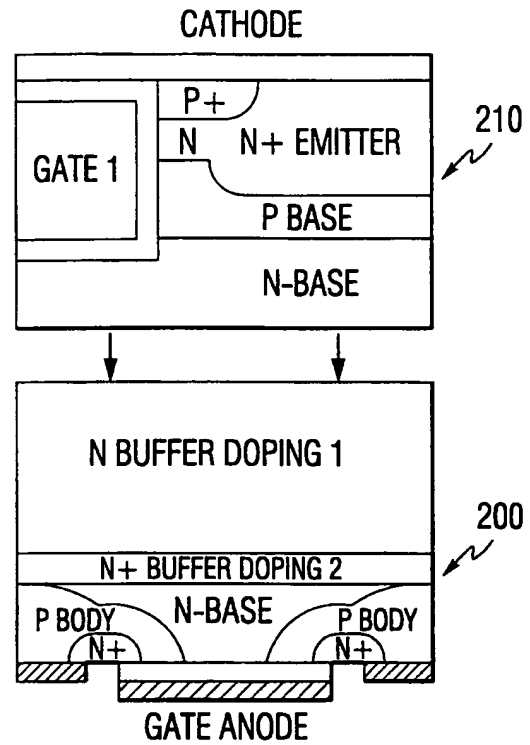 CATHODE
P+
210
N N+ EMITTER
GATE 1
P BASE
N-BASE
N BUFFER DOPING 1
200
N+ BUFFER DOPING 2
N-BASE
P BODY P BODY
N+ N+
GATE ANODE